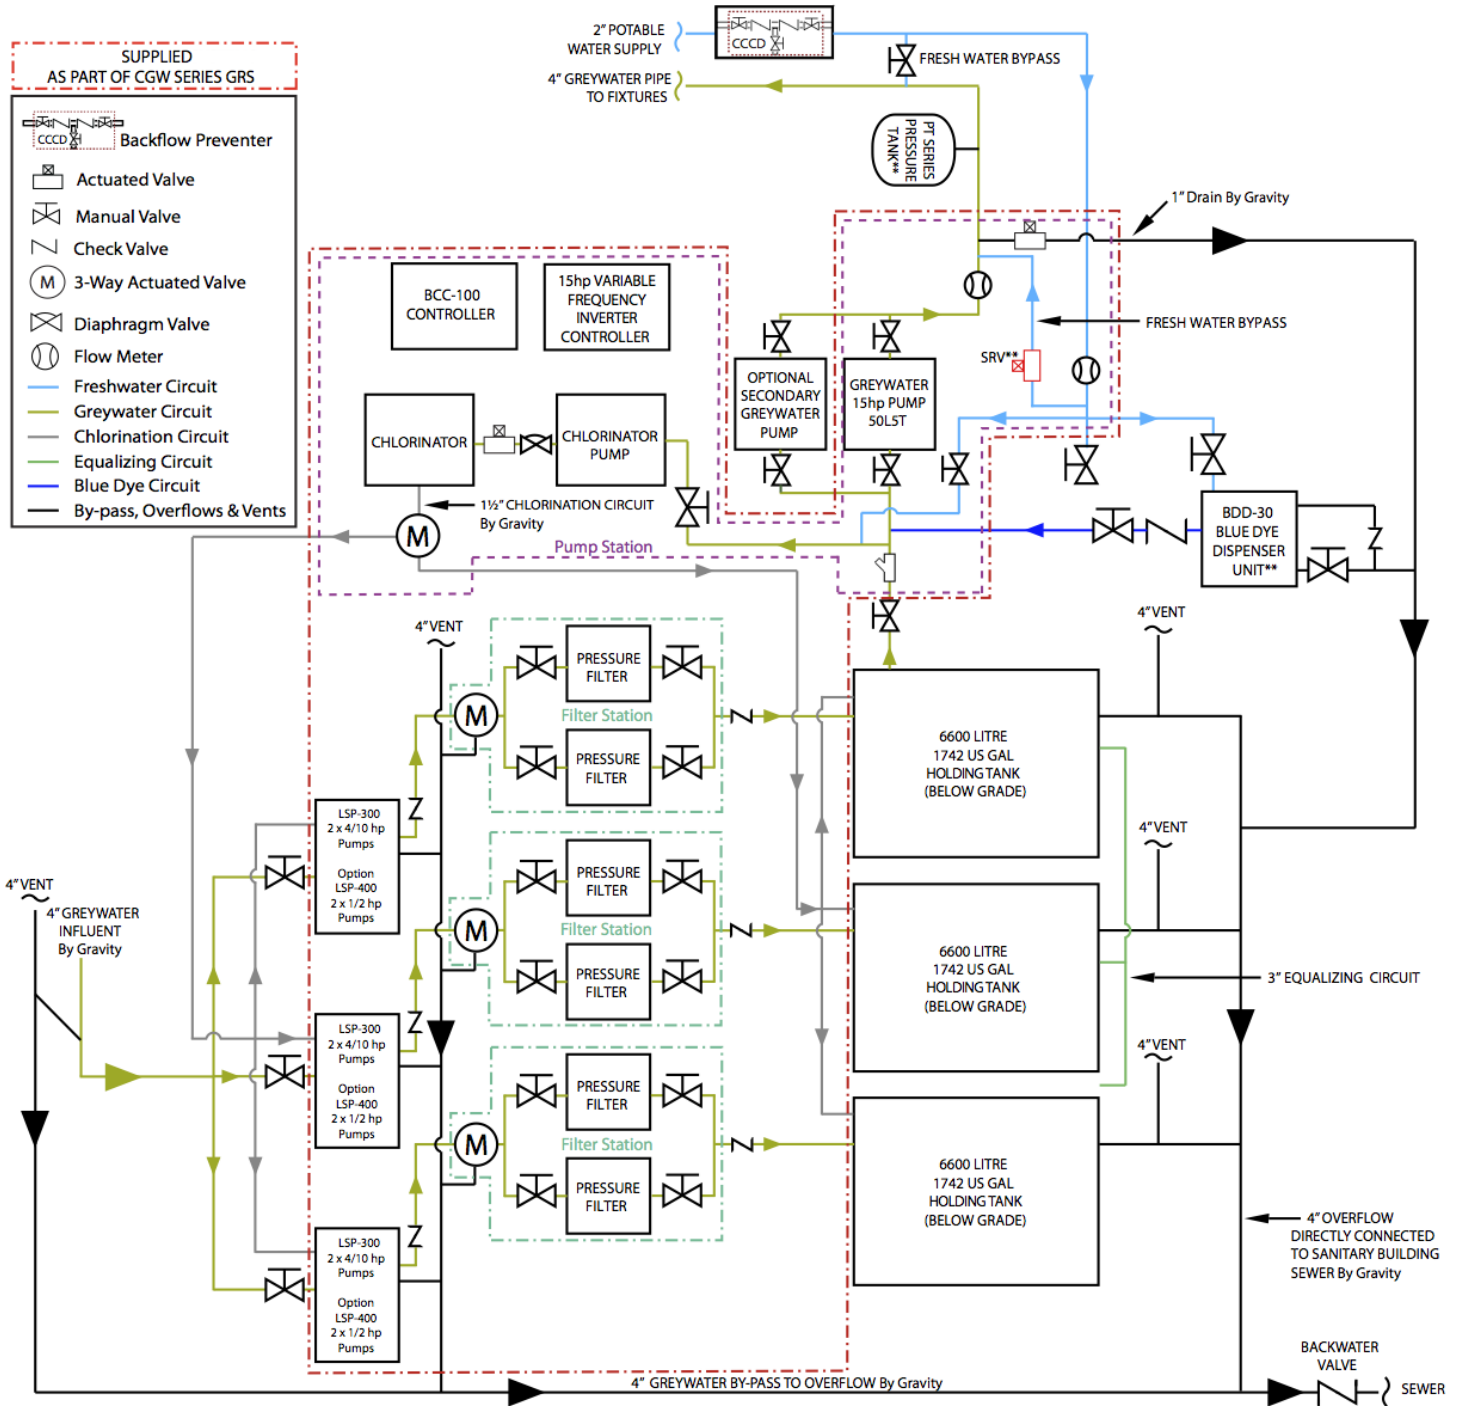 2” POTABLE
WATER SUPPLY
CCCD
FRESH WATER BYPASS
4” GREYWATER PIPE
TO FIXTURES
SUPPLIED
AS PART OF CGW SERIES GRS
CCCD
Backflow Preventer
Actuated Valve
Manual Valve
Check Valve
M
3-Way Actuated Valve
Diaphragm Valve
Flow Meter
Freshwater Circuit
Greywater Circuit
Chlorination Circuit
Equalizing Circuit
Blue Dye Circuit
By-pass, Overflows & Vents
PT SERIES
PRESSURE
TANK**
1” Drain By Gravity
BCC-100
CONTROLLER
15hp VARIABLE
FREQUENCY
INVERTER
CONTROLLER
FRESH WATER BYPASS
SRV**
OPTIONAL
SECONDARY
GREYWATER
PUMP
GREYWATER
15hp PUMP
50L5T
CHLORINATOR
CHLORINATOR
PUMP
1½” CHLORINATION CIRCUIT
By Gravity
M
Pump Station
BDD-30
BLUE DYE
DISPENSER
UNIT**
4” VENT
4” VENT
PRESSURE
FILTER
M
Filter Station
PRESSURE
FILTER
6600 LITRE
1742 US GAL
HOLDING TANK
(BELOW GRADE)
LSP-300
2 x 4/10 hp
Pumps
Option
LSP-400
2 x 1/2 hp
Pumps
4” VENT
PRESSURE
FILTER
M
Filter Station
PRESSURE
FILTER
6600 LITRE
1742 US GAL
HOLDING TANK
(BELOW GRADE)
4” VENT
4” GREYWATER
INFLUENT
By Gravity
3” EQUALIZING CIRCUIT
LSP-300
2 x 4/10 hp
Pumps
Option
LSP-400
2 x 1/2 hp
Pumps
4” VENT
PRESSURE
FILTER
M
Filter Station
PRESSURE
FILTER
6600 LITRE
1742 US GAL
HOLDING TANK
(BELOW GRADE)
LSP-300
2 x 4/10 hp
Pumps
Option
LSP-400
2 x 1/2 hp
Pumps
4” OVERFLOW
DIRECTLY CONNECTED
TO SANITARY BUILDING
SEWER By Gravity
BACKWATER
VALVE
4” GREYWATER BY-PASS TO OVERFLOW By Gravity
SEWER